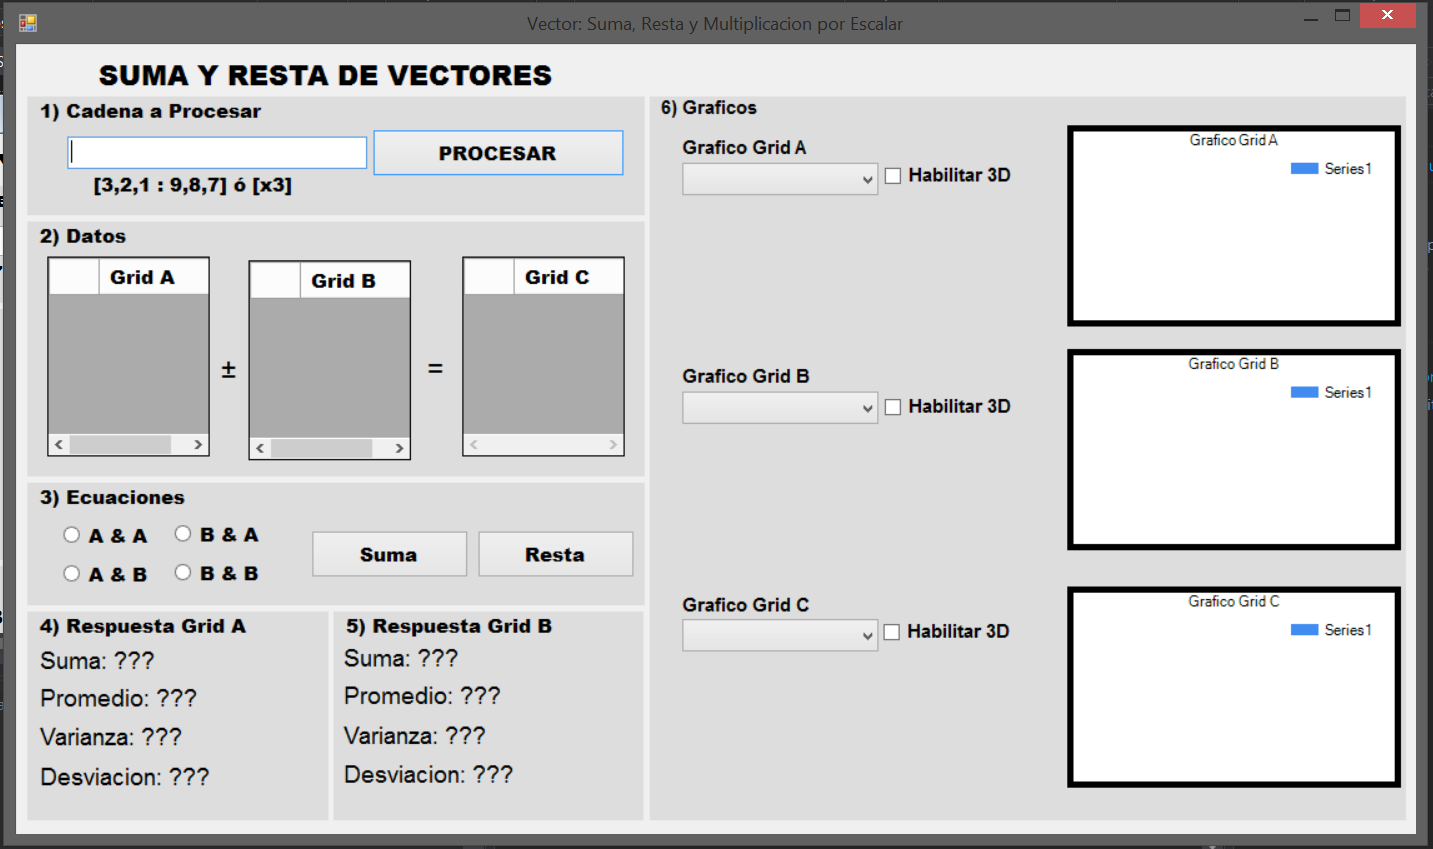 Vector: Suma, Resta y Multiplicacion por Escalar
SUMA Y RESTA DE VECTORES
1) Cadena a Procesar
PROCESAR
[3,2,1 : 9,8,7] ó [x3]
2) Datos
Grid A
Grid B
Grid C
±
=
3) Ecuaciones
A & A
B & A
A & B
B & B
Suma
Resta
4) Respuesta Grid A
Suma: ???
Promedio: ???
Varianza: ???
Desviacion: ???
5) Respuesta Grid B
Suma: ???
Promedio: ???
Varianza: ???
Desviacion: ???
6) Graficos
Grafico Grid A
Habilitar 3D
Grafico Grid A
Series1
Grafico Grid B
Habilitar 3D
Grafico Grid B
Series1
Grafico Grid C
Habilitar 3D
Grafico Grid C
Series1